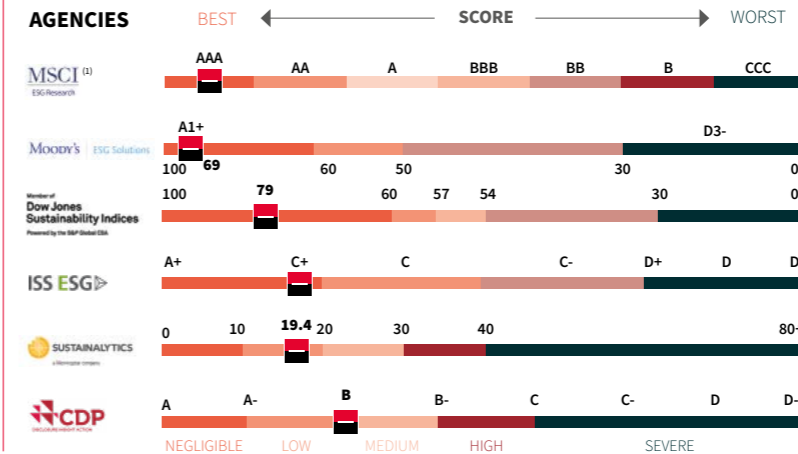 AGENCIES BEST SCORE WORST
MSCI (1)
ESG Research
AAA AA A BBB BB B CCC
MOODY'S | ESG Solutions
A1+ D3-
100 69 60 50 30 0
Member of
Dow Jones
Sustainability Indices
Powered by the S&P Global CSA
100 79 60 57 54 30 0
ISS ESG
A+ C+ C C- D+ D D
SUSTAINALYTICS
a Morningstar company
0 10 19.4 20 30 40 80+
CDP
DISCLOSURE INSIGHT ACTION
A A- B B- C C- D D-
NEGLIGIBLE LOW MEDIUM HIGH SEVERE